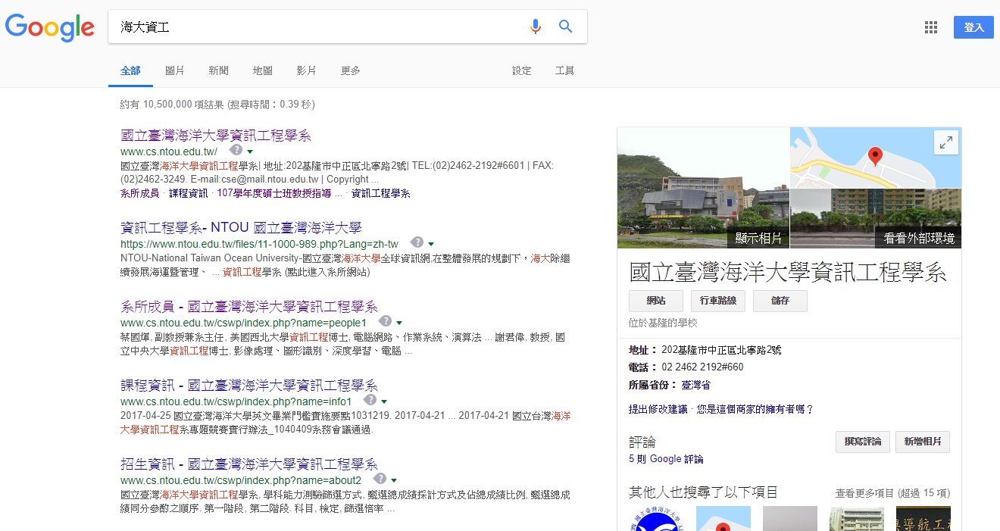 Google
海大資工
登入
全部 圖片 新聞 地圖 影片 更多 設定 工具
約有 10,500,000 項結果 (搜尋時間：0.39 秒)
國立臺灣海洋大學資訊工程學系
www.cs.ntou.edu.tw/
國立臺灣海洋大學資訊工程學系| 地址:202基隆市中正區北寧路2號| TEL:(02)2462-2192#6601 | FAX:
(02)2462-3249. E-mail:cse@mail.ntou.edu.tw | Copyright ...
系所成員 · 課程資訊 · 107學年度碩士班教授指導 ... · 資訊工程學系
資訊工程學系- NTOU 國立臺灣海洋大學
https://www.ntou.edu.tw/files/11-1000-989.php?Lang=zh-tw
NTOU-National Taiwan Ocean University-國立臺灣海洋大學全球資訊網,在整體發展的規劃下，海大除繼
續發展海運暨管理、 ... 資訊工程學系 (點此進入系所網站)
系所成員 - 國立臺灣海洋大學資訊工程學系
www.cs.ntou.edu.tw/cswp/index.php?name=people1
蔡國煇, 副教授兼系主任, 美國西北大學資訊工程博士, 電腦網路、作業系統、演算法 ... 謝君偉, 教授, 國
立中央大學資訊工程博士, 影像處理、圖形識別、深度學習、電腦 ...
課程資訊 - 國立臺灣海洋大學資訊工程學系
www.cs.ntou.edu.tw/cswp/index.php?name=info1
2017-04-25 國立臺灣海洋大學英文畢業門檻實施要點1031219. 2017-04-21 ... 2017-04-21 國立台灣海洋
大學資訊工程系專題競賽實行辦法_1040409系務會議通過.
招生資訊 - 國立臺灣海洋大學資訊工程學系
www.cs.ntou.edu.tw/cswp/index.php?name=about2
國立臺灣海洋大學資訊工程學系, 學科能力測驗篩選方式, 甄選總成績採計方式及佔總成績比例, 甄選總成
績同分參酌之順序. 第一階段, 第二階段. 科目, 檢定, 篩選倍率 ...
顯示相片
看看外部環境
國立臺灣海洋大學資訊工程學系
網站 行車路線 儲存
位於基隆的學校
地址： 202基隆市中正區北寧路2號
電話： 02 2462 2192#660
所屬省份： 臺灣省
提出修改建議 · 您是這個商家的擁有者嗎？
評論
撰寫評論 新增相片
5 則 Google 評論
其他人也搜尋了以下項目
查看更多項目 (超過 15 項)